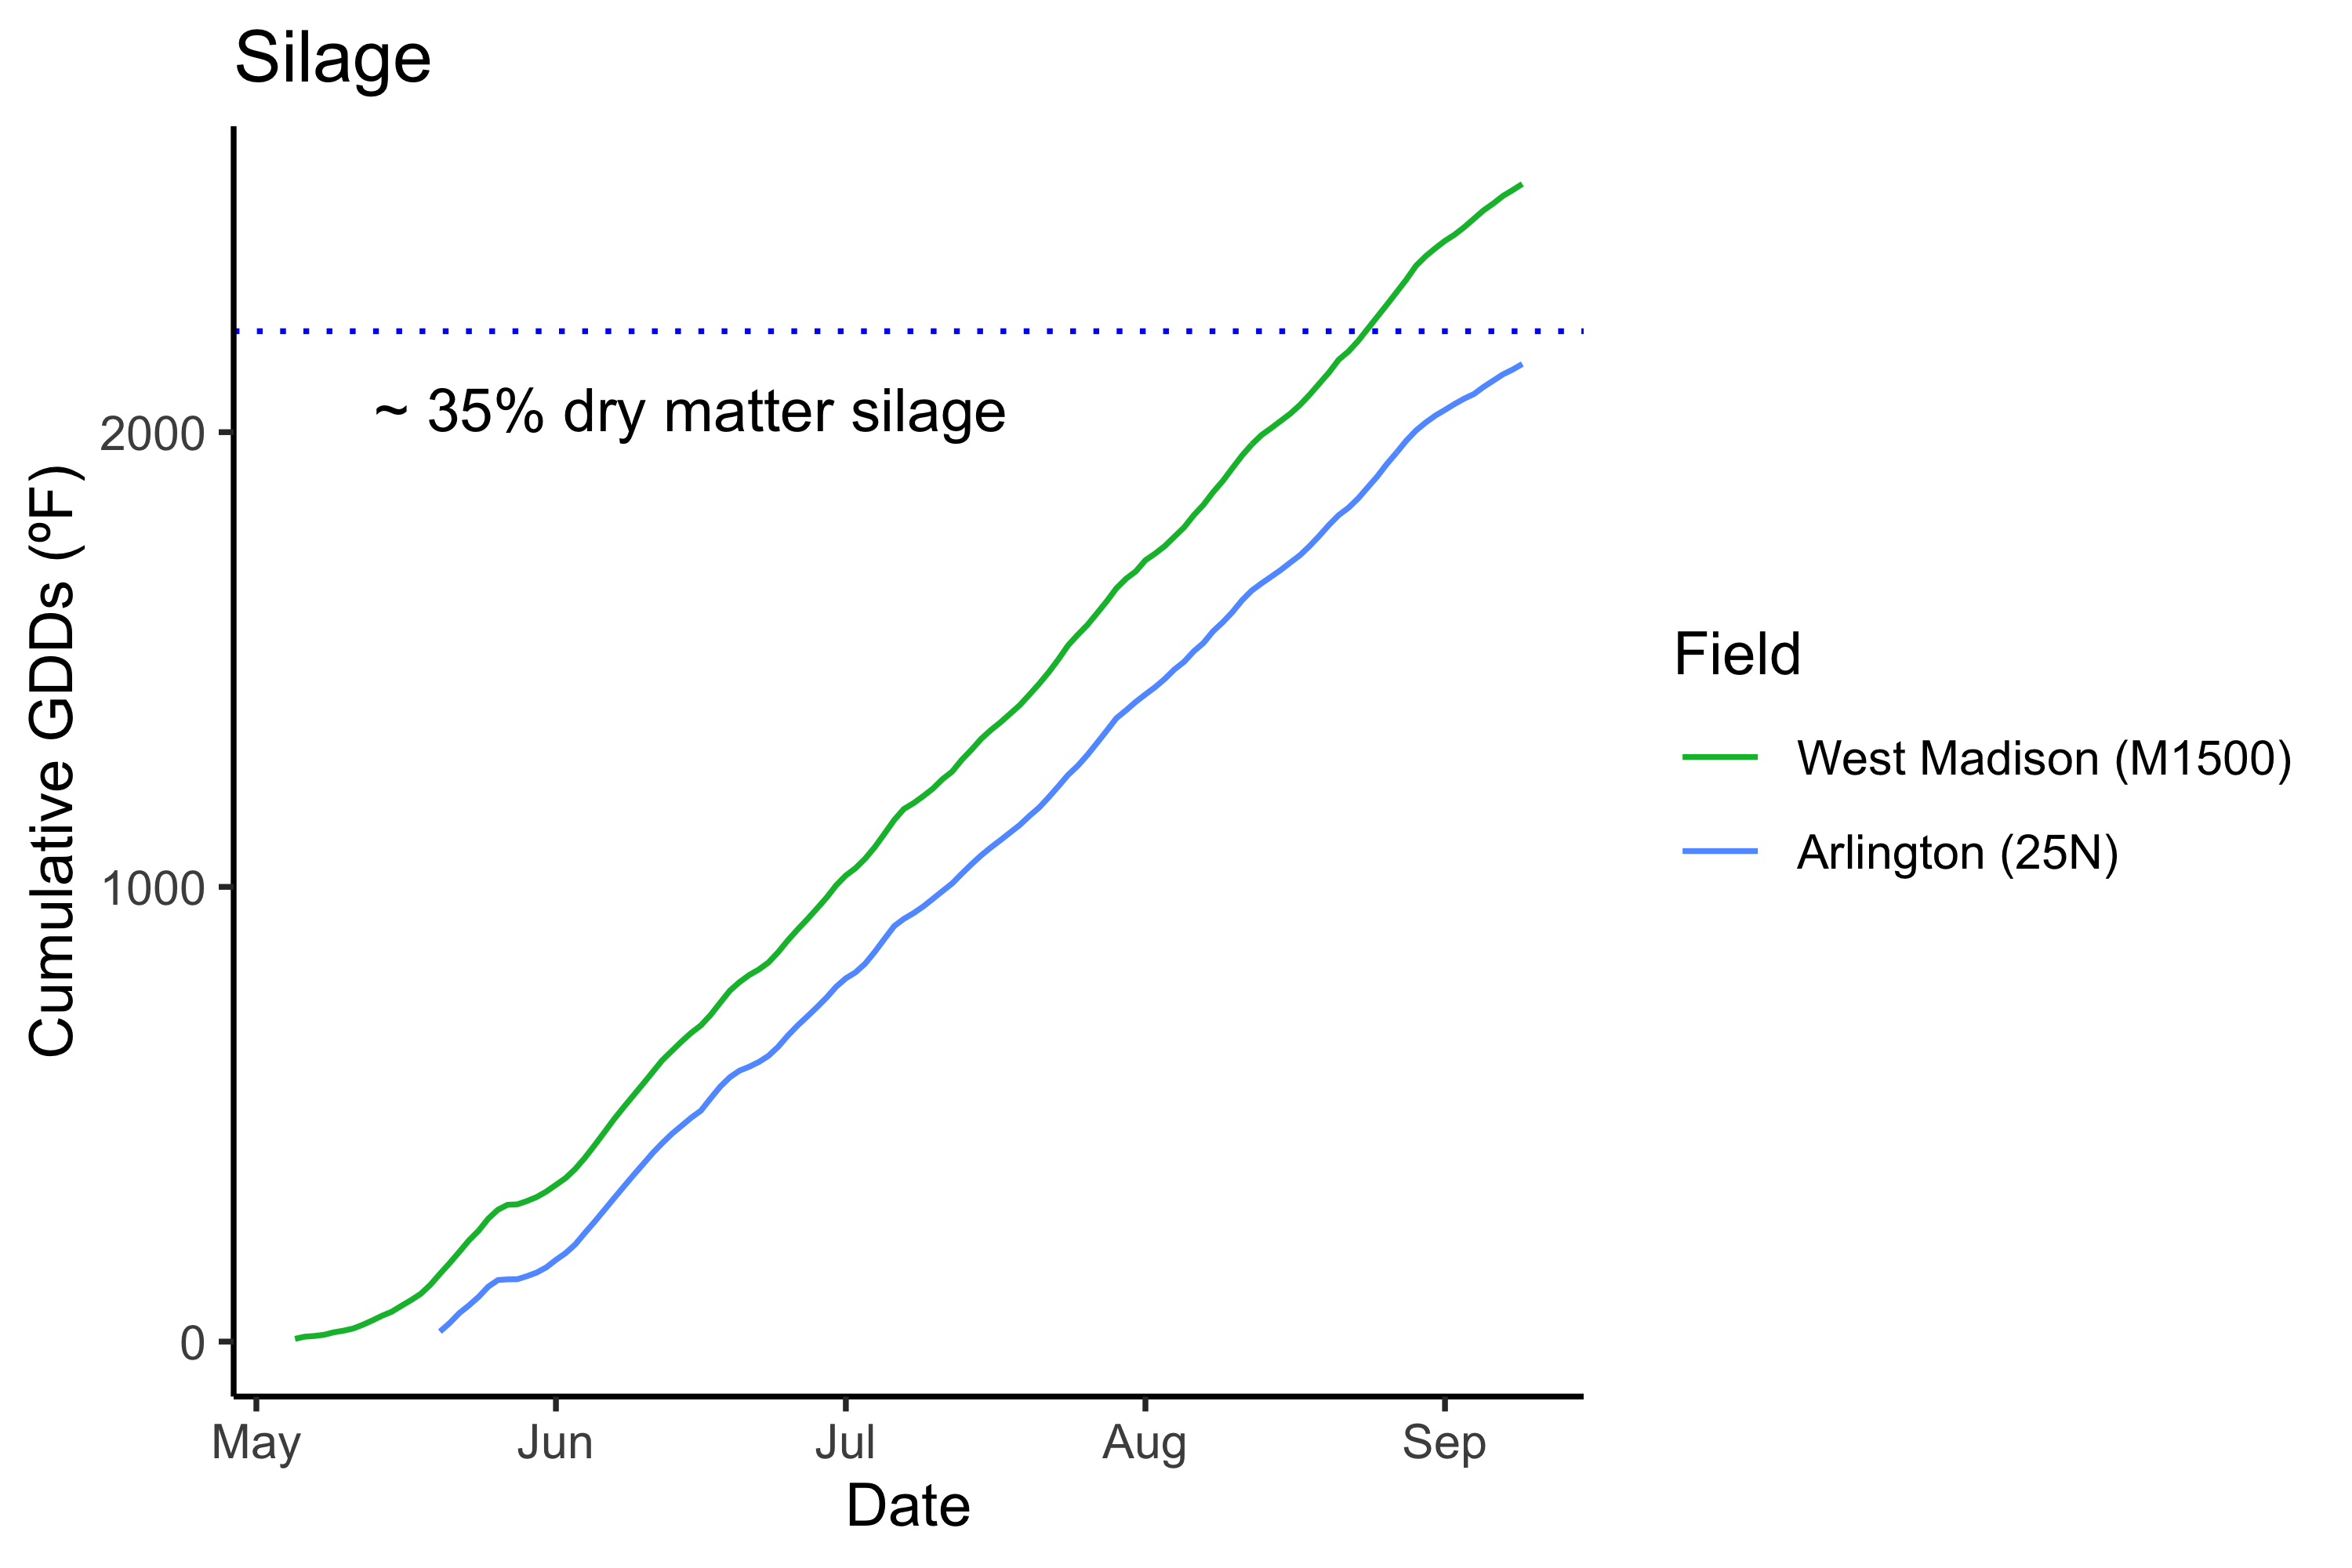 Silage
Cumulative GDDs (ºF)
2000
1000
0
~ 35% dry matter silage
May Jun Jul Aug Sep
Date
Field
West Madison (M1500)
Arlington (25N)